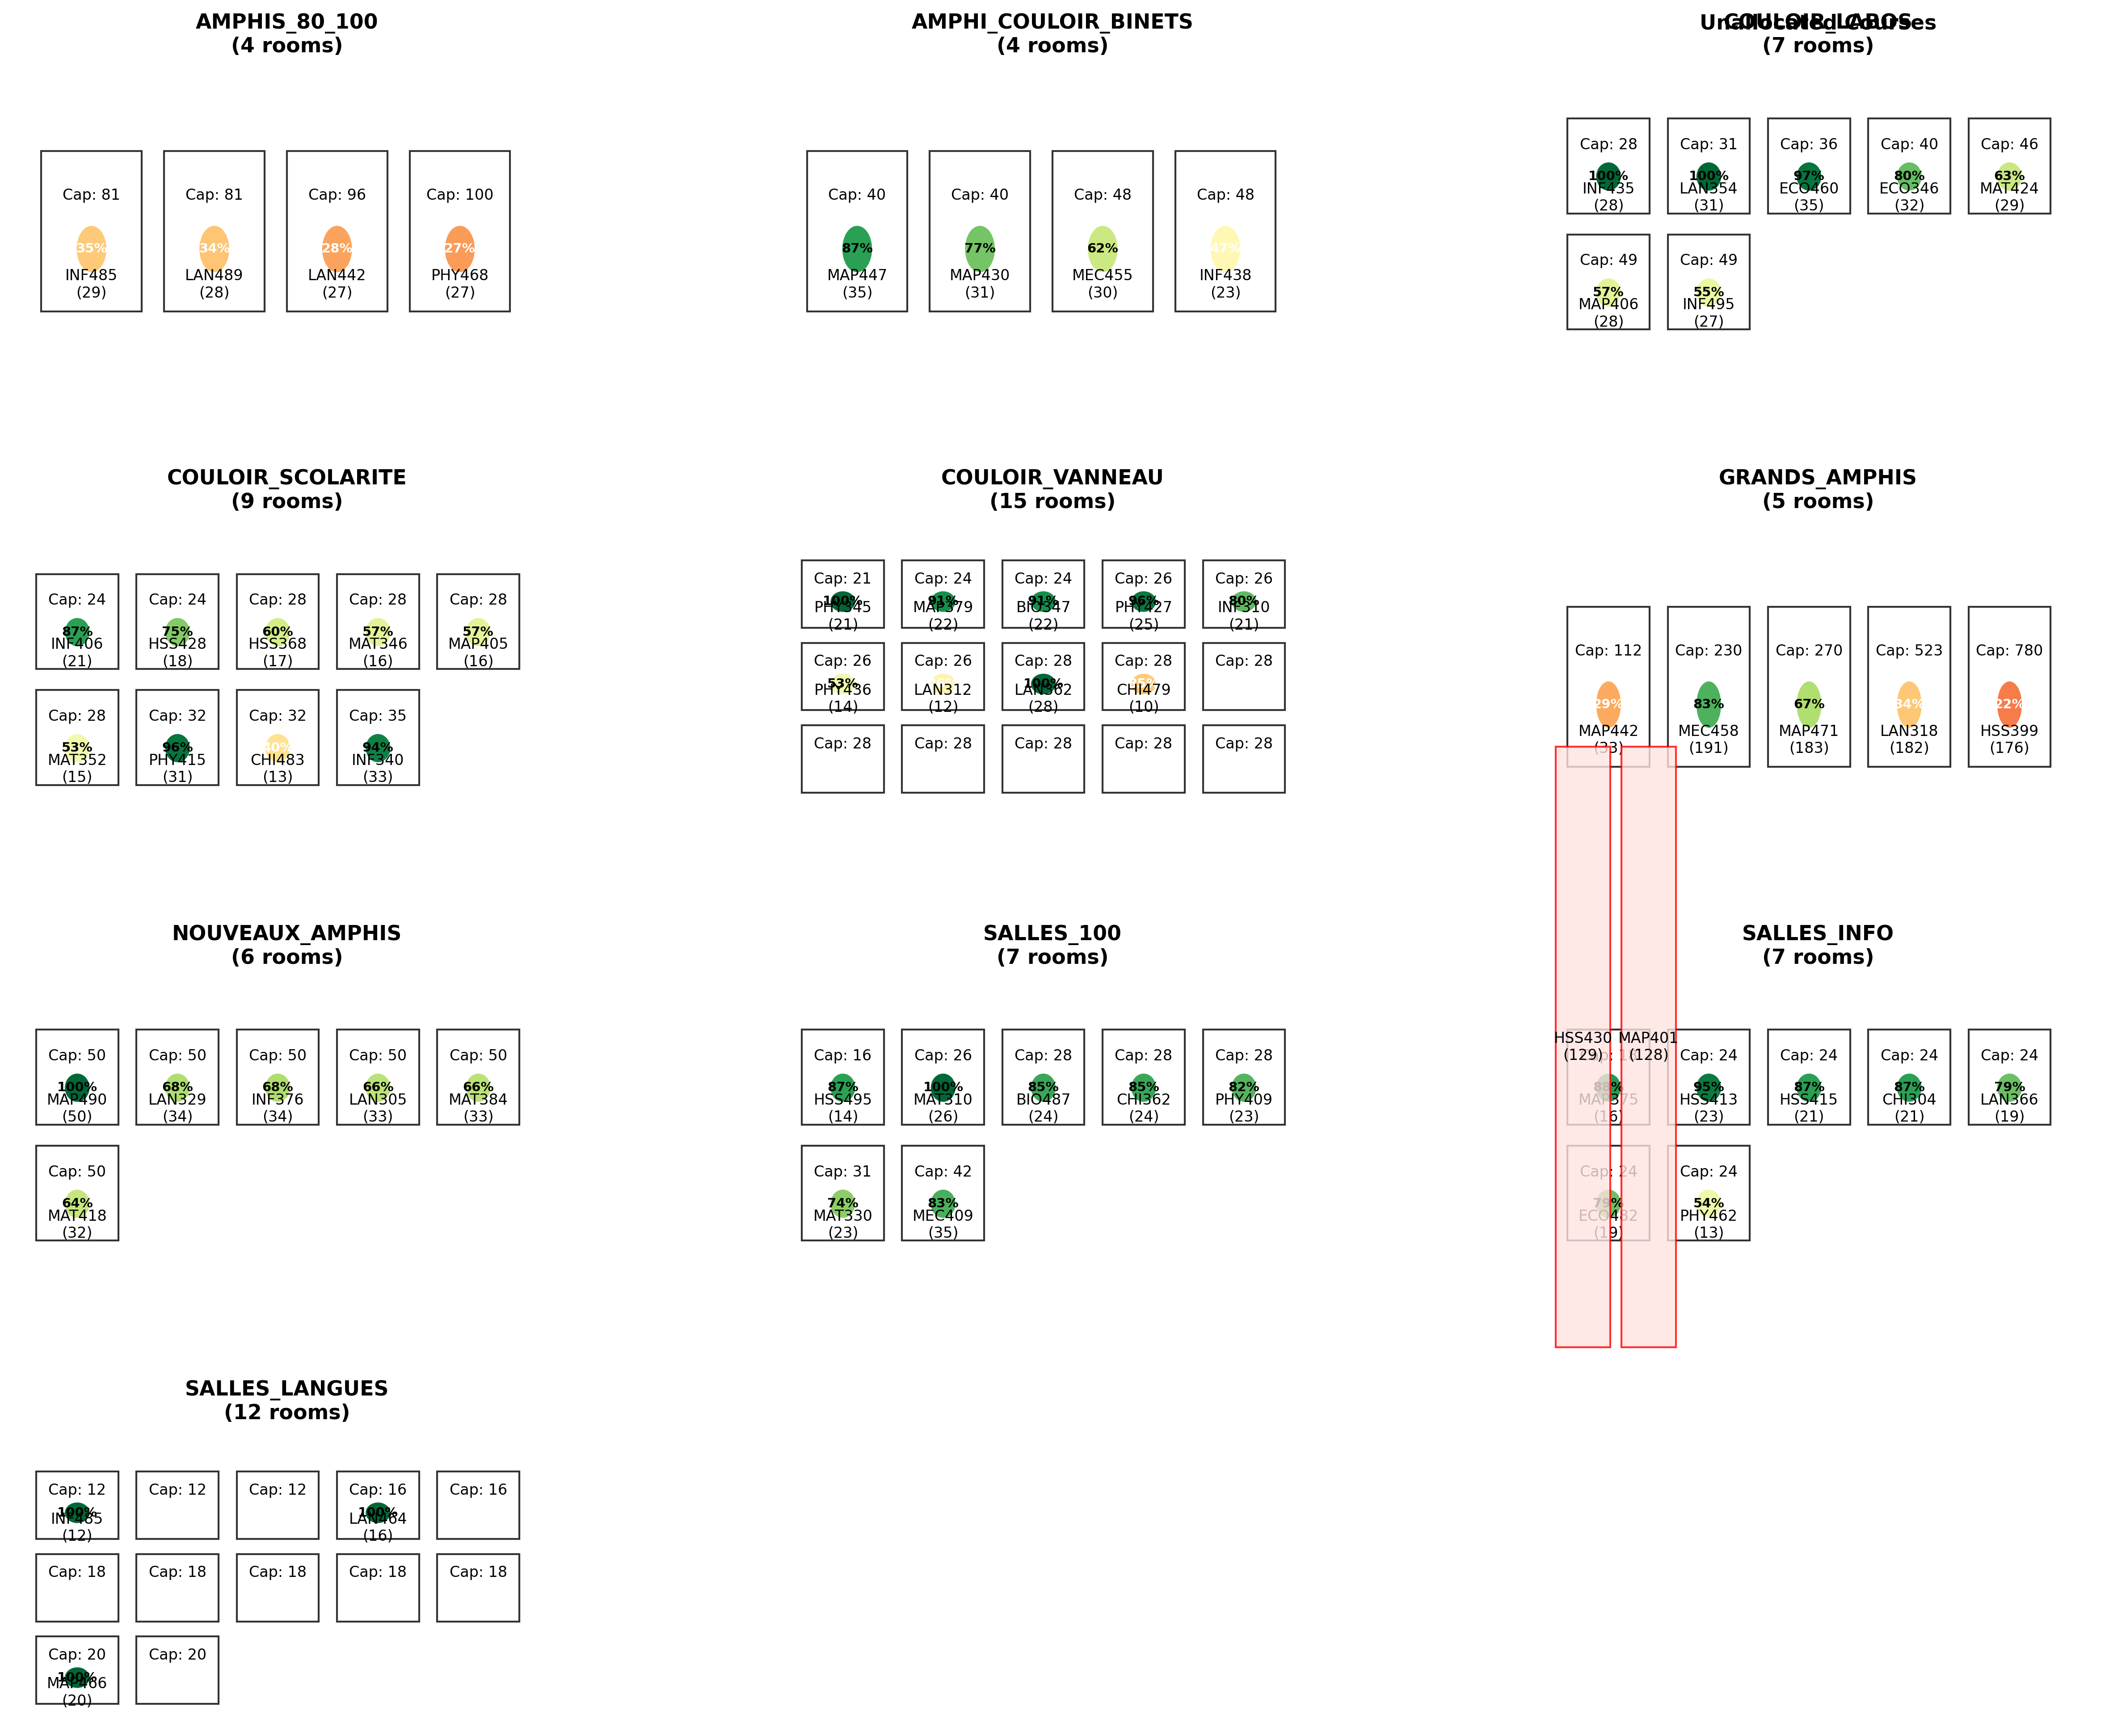 AMPHIS_80_100
(4 rooms)
Cap: 81
35%
INF485
(29)
Cap: 81
34%
LAN489
(28)
Cap: 96
28%
LAN442
(27)
Cap: 100
27%
PHY468
(27)
AMPHI_COULOIR_BINETS
(4 rooms)
Cap: 40
87%
MAP447
(35)
Cap: 40
77%
MAP430
(31)
Cap: 48
62%
MEC455
(30)
Cap: 48
47%
INF438
(23)
Unallocated Courses
COULOIR_LABOS
(7 rooms)
Cap: 28
100%
INF435
(28)
Cap: 31
100%
LAN354
(31)
Cap: 36
97%
ECO460
(35)
Cap: 40
80%
ECO346
(32)
Cap: 46
63%
MAT424
(29)
Cap: 49
57%
MAP406
(28)
Cap: 49
55%
INF495
(27)
COULOIR_SCOLARITE
(9 rooms)
Cap: 24
87%
INF406
(21)
Cap: 24
75%
HSS428
(18)
Cap: 28
60%
HSS368
(17)
Cap: 28
57%
MAT346
(16)
Cap: 28
57%
MAP405
(16)
Cap: 28
53%
MAT352
(15)
Cap: 32
96%
PHY415
(31)
Cap: 32
40%
CHI483
(13)
Cap: 35
94%
INF340
(33)
COULOIR_VANNEAU
(15 rooms)
Cap: 21
100%
PHY345
(21)
Cap: 24
91%
MAP379
(22)
Cap: 24
91%
BIO347
(22)
Cap: 26
96%
PHY427
(25)
Cap: 26
80%
INF310
(21)
Cap: 26
53%
PHY436
(14)
Cap: 26
LAN312
(12)
Cap: 28
100%
LAN362
(28)
Cap: 28
CHI479
(10)
Cap: 28
Cap: 28
Cap: 28
Cap: 28
Cap: 28
Cap: 28
GRANDS_AMPHIS
(5 rooms)
Cap: 112
29%
MAP442
(33)
Cap: 230
83%
MEC458
(191)
Cap: 270
67%
MAP471
(183)
Cap: 523
34%
LAN318
(182)
Cap: 780
22%
HSS399
(176)
NOUVEAUX_AMPHIS
(6 rooms)
Cap: 50
100%
MAP490
(50)
Cap: 50
68%
LAN329
(34)
Cap: 50
68%
INF376
(34)
Cap: 50
66%
LAN305
(33)
Cap: 50
66%
MAT384
(33)
Cap: 50
64%
MAT418
(32)
SALLES_100
(7 rooms)
Cap: 16
87%
HSS495
(14)
Cap: 26
100%
MAT310
(26)
Cap: 28
85%
BIO487
(24)
Cap: 28
85%
CHI362
(24)
Cap: 28
82%
PHY409
(23)
Cap: 31
74%
MAT330
(23)
Cap: 42
83%
MEC409
(35)
SALLES_INFO
(7 rooms)
HSS430
(129)
MAP401
(128)
88%
MAP375
(16)
Cap: 24
95%
HSS413
(23)
Cap: 24
87%
HSS415
(21)
Cap: 24
87%
CHI304
(21)
Cap: 24
79%
LAN366
(19)
Cap: 24
79%
ECO482
(19)
Cap: 24
54%
PHY462
(13)
SALLES_LANGUES
(12 rooms)
Cap: 12
100%
INF485
(12)
Cap: 12
Cap: 12
Cap: 16
100%
LAN464
(16)
Cap: 16
Cap: 18
Cap: 18
Cap: 18
Cap: 18
Cap: 18
Cap: 20
100%
MAP466
(20)
Cap: 20